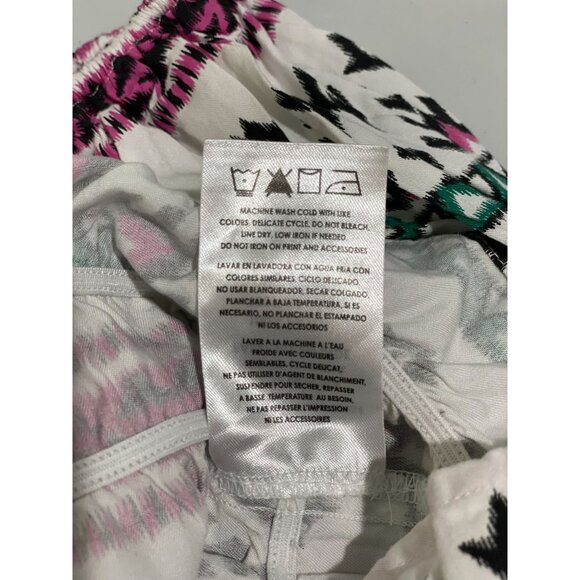 MACHINE WASH COLD WITH LIKE
COLORS, DELICATE CYCLE, DO NOT BLEACH,
LINE DRY, LOW IRON IF NEEDED
DO NOT IRON ON PRINT AND ACCESSORIES
LAVAR EN LAVADORA CON AGUA FRIA CON
COLORES SIMILARES, CICLO DELICADO,
NO USAR BLANQUEADOR, SECAR COLGADO,
PLANCHAR A BAJA TEMPERATURA, SI ES
NECESARIO, NO PLANCHAR EL ESTAMPADO
NI LOS ACCESORIOS
LAVER A LA MACHINE A L'EAU
FROIDE AVEC COULEURS
SEMBLABLES, CYCLE DELICAT,
NE PAS UTILISER D'AGENT DE BLANCHIMENT,
SUSPENDRE POUR SECHER, REPASSER
A BASSE TEMPERATURE AU BESOIN,
NE PAS REPASSER L'IMPRESSION
NI LES ACCESSOIRES